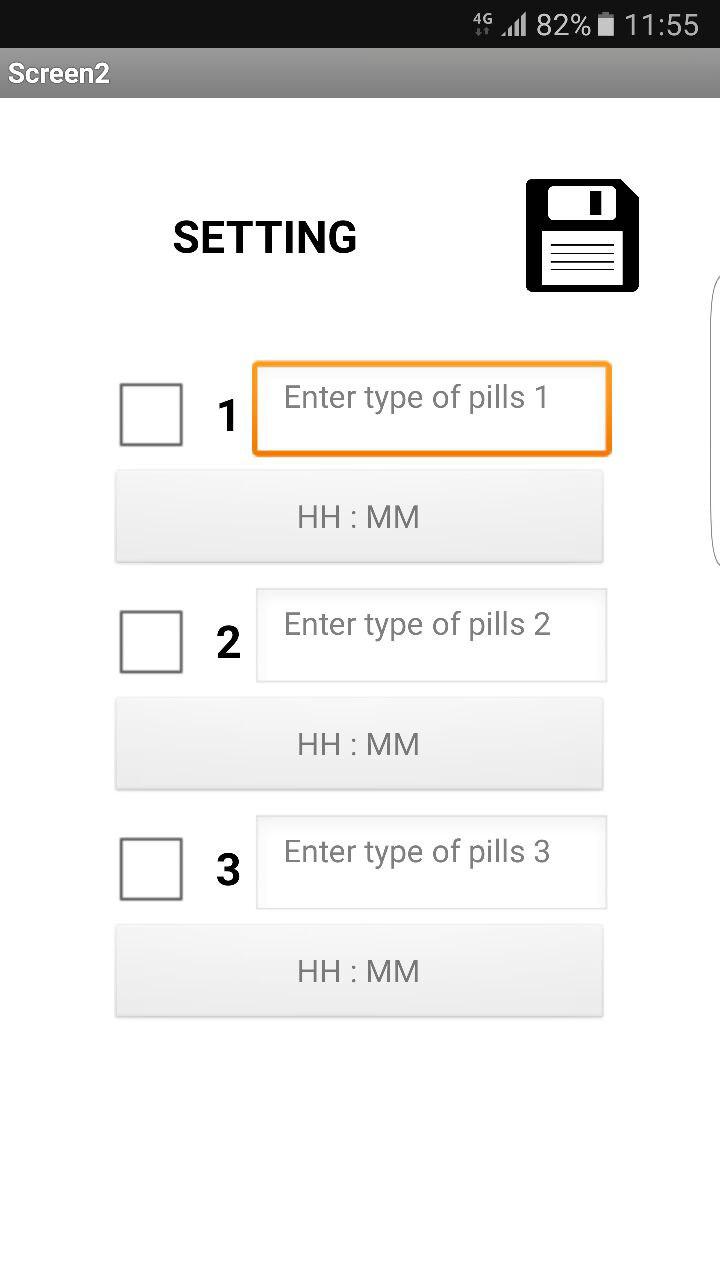 4G 82% 11:55
Screen2
SETTING
1 Enter type of pills 1
HH : MM
2 Enter type of pills 2
HH : MM
3 Enter type of pills 3
HH : MM